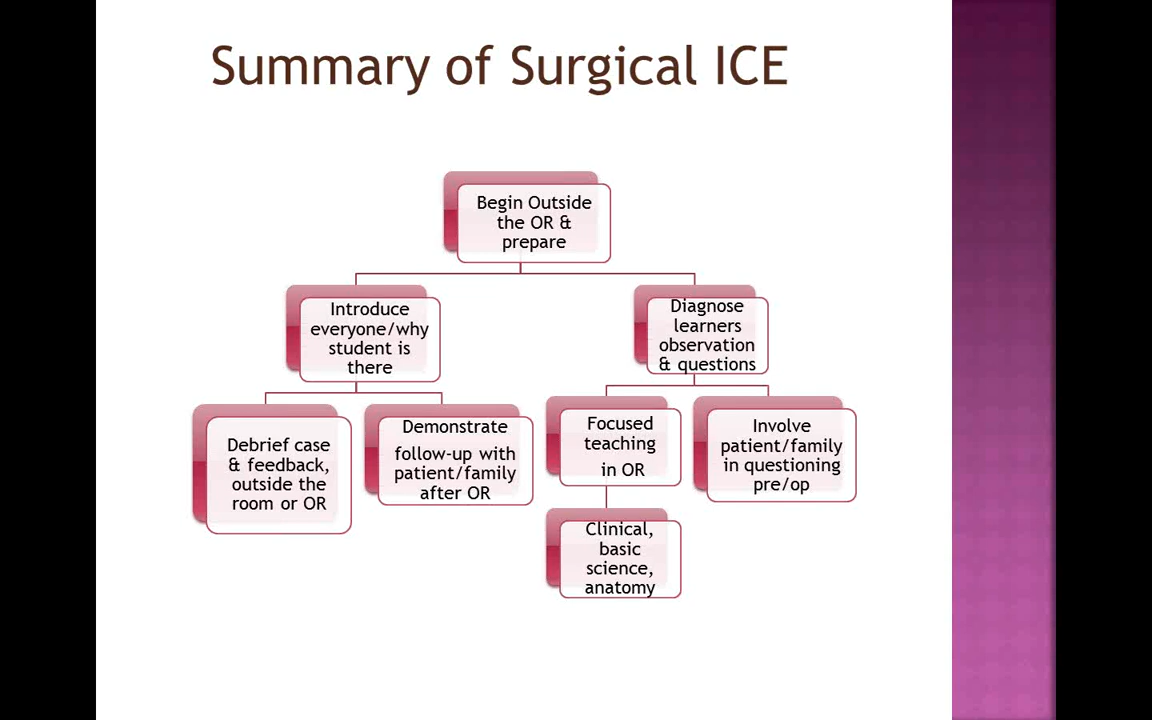 Summary of Surgical ICE
Begin Outside
the OR &
prepare
Introduce
everyone/why
student is
there
Diagnose
learners
observation
& questions
Debrief case
& feedback,
outside the
room or OR
Demonstrate
follow-up with
patient/family
after OR
Focused
teaching
in OR
Involve
patient/family
in questioning
pre/op
Clinical,
basic
science,
anatomy